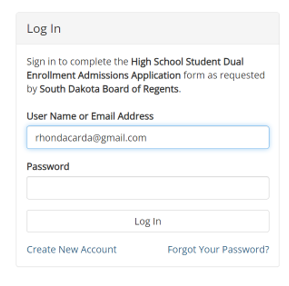 Log In
Sign in to complete the High School Student Dual
Enrollment Admissions Application form as requested
by South Dakota Board of Regents.
User Name or Email Address
rhondacarda@gmail.com
Password
Log In
Create New Account Forgot Your Password?